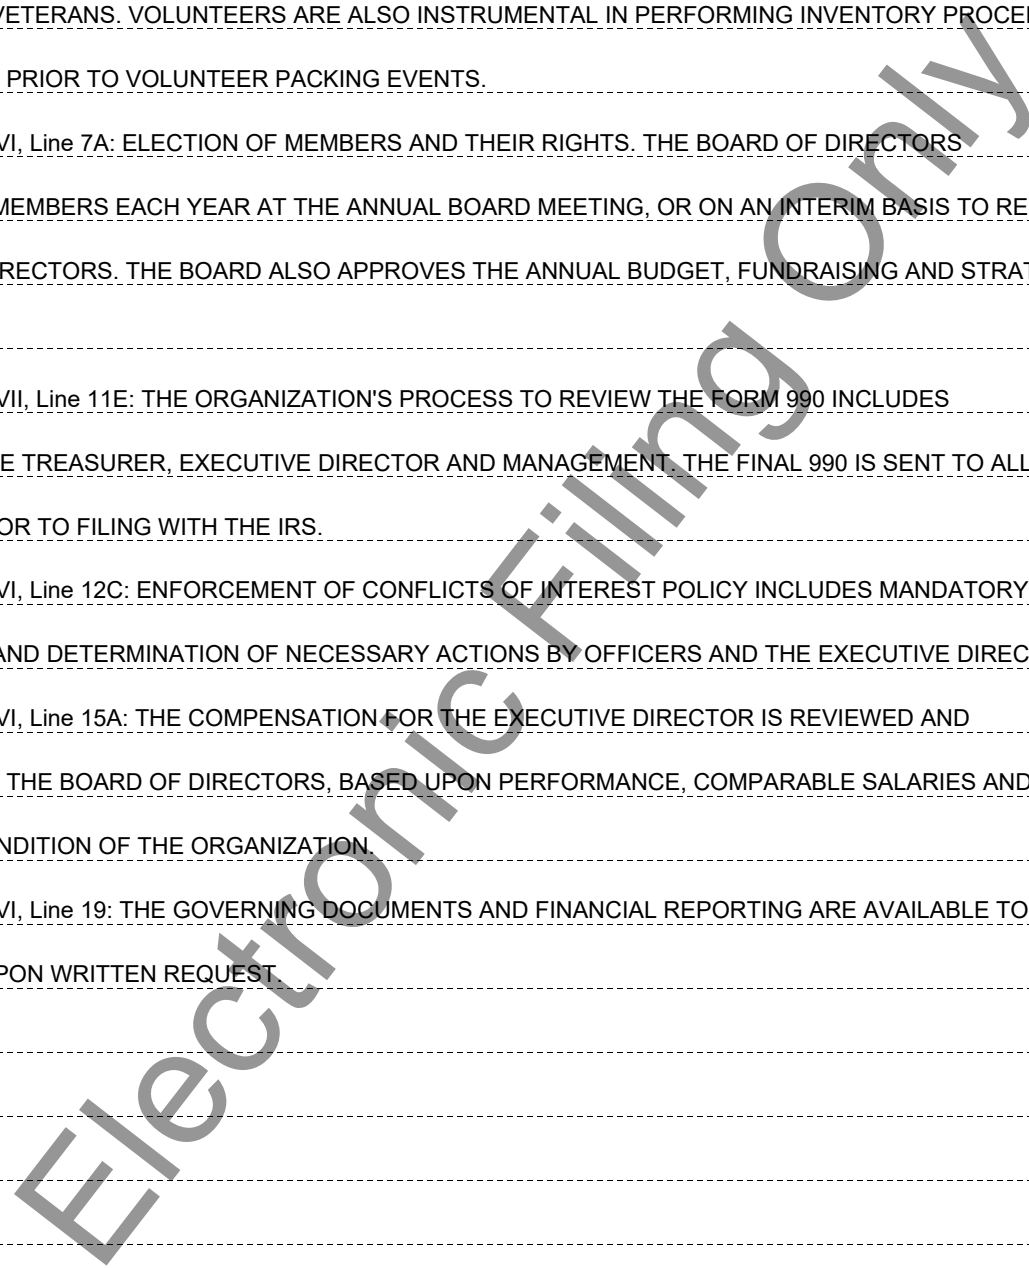 VETERANS. VOLUNTEERS ARE ALSO INSTRUMENTAL IN PERFORMING INVENTORY
PRIOR TO VOLUNTEER PACKING EVENTS.
VI, Line 7A: ELECTION OF MEMBERS AND THEIR RIGHTS. THE BOARD OF DIRECTORS
MEMBERS EACH YEAR AT THE ANNUAL BOARD MEETING, OR ON AN INTERIM BASIS TO RE
RECTORS. THE BOARD ALSO APPROVES THE ANNUAL BUDGET, FUNDRAISING AND STRAT
VII, Line 11E: THE ORGANIZATION'S PROCESS TO REVIEW THE FORM 990 INCLUDES
E TREASURER, EXECUTIVE DIRECTOR AND MANAGEMENT. THE FINAL 990 IS SENT TO ALL
OR TO FILING WITH THE IRS.
VI, Line 12C: ENFORCEMENT OF CONFLICTS OF INTEREST POLICY INCLUDES MANDATORY
AND DETERMINATION OF NECESSARY ACTIONS BY OFFICERS AND THE EXECUTIVE DIREC
VI, Line 15A: THE COMPENSATION FOR THE EXECUTIVE DIRECTOR IS REVIEWED AND
THE BOARD OF DIRECTORS, BASED UPON PERFORMANCE, COMPARABLE SALARIES AND
NDITION OF THE ORGANIZATION.
VI, Line 19: THE GOVERNING DOCUMENTS AND FINANCIAL REPORTING ARE AVAILABLE TO
PON WRITTEN REQUEST.
Electronic Filing Only